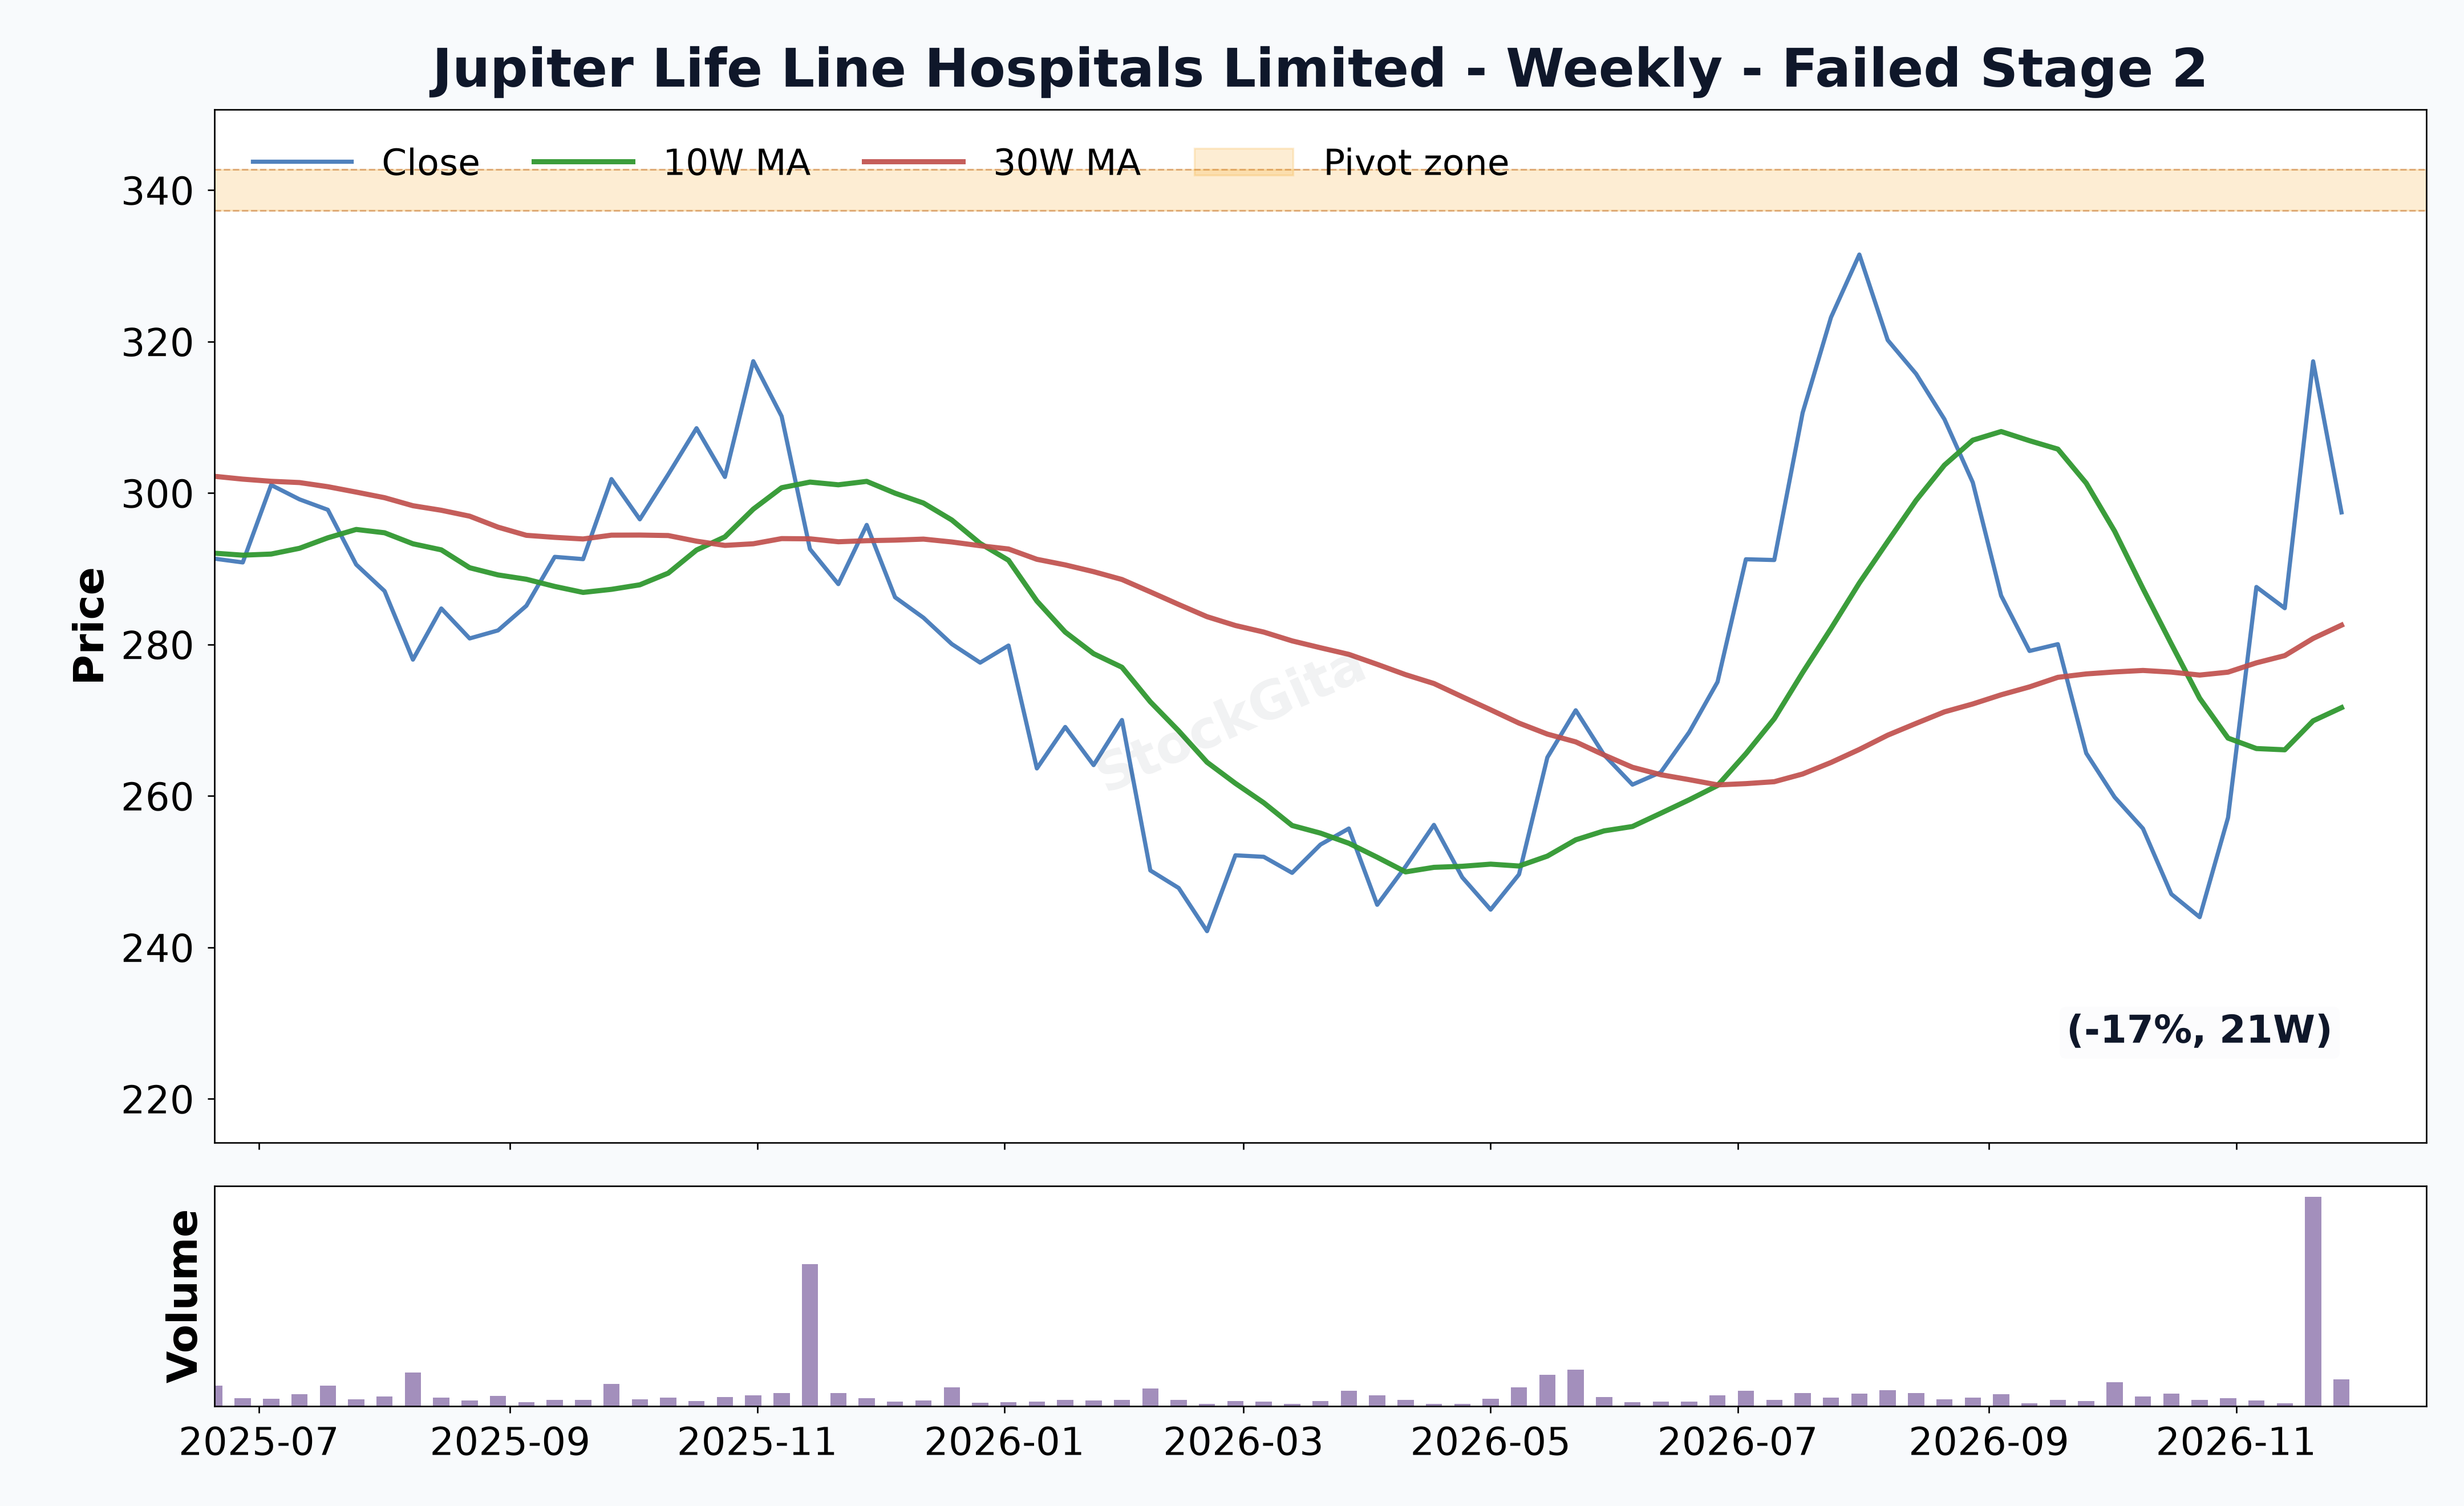 Jupiter Life Line Hospitals Limited - Weekly - Failed Stage 2
Close 10W MA 30W MA Pivot zone
340
320
300
280
260
240
220
Price
StockGita
(-17%, 21W)
Volume
2025-07 2025-09 2025-11 2026-01 2026-03 2026-05 2026-07 2026-09 2026-11